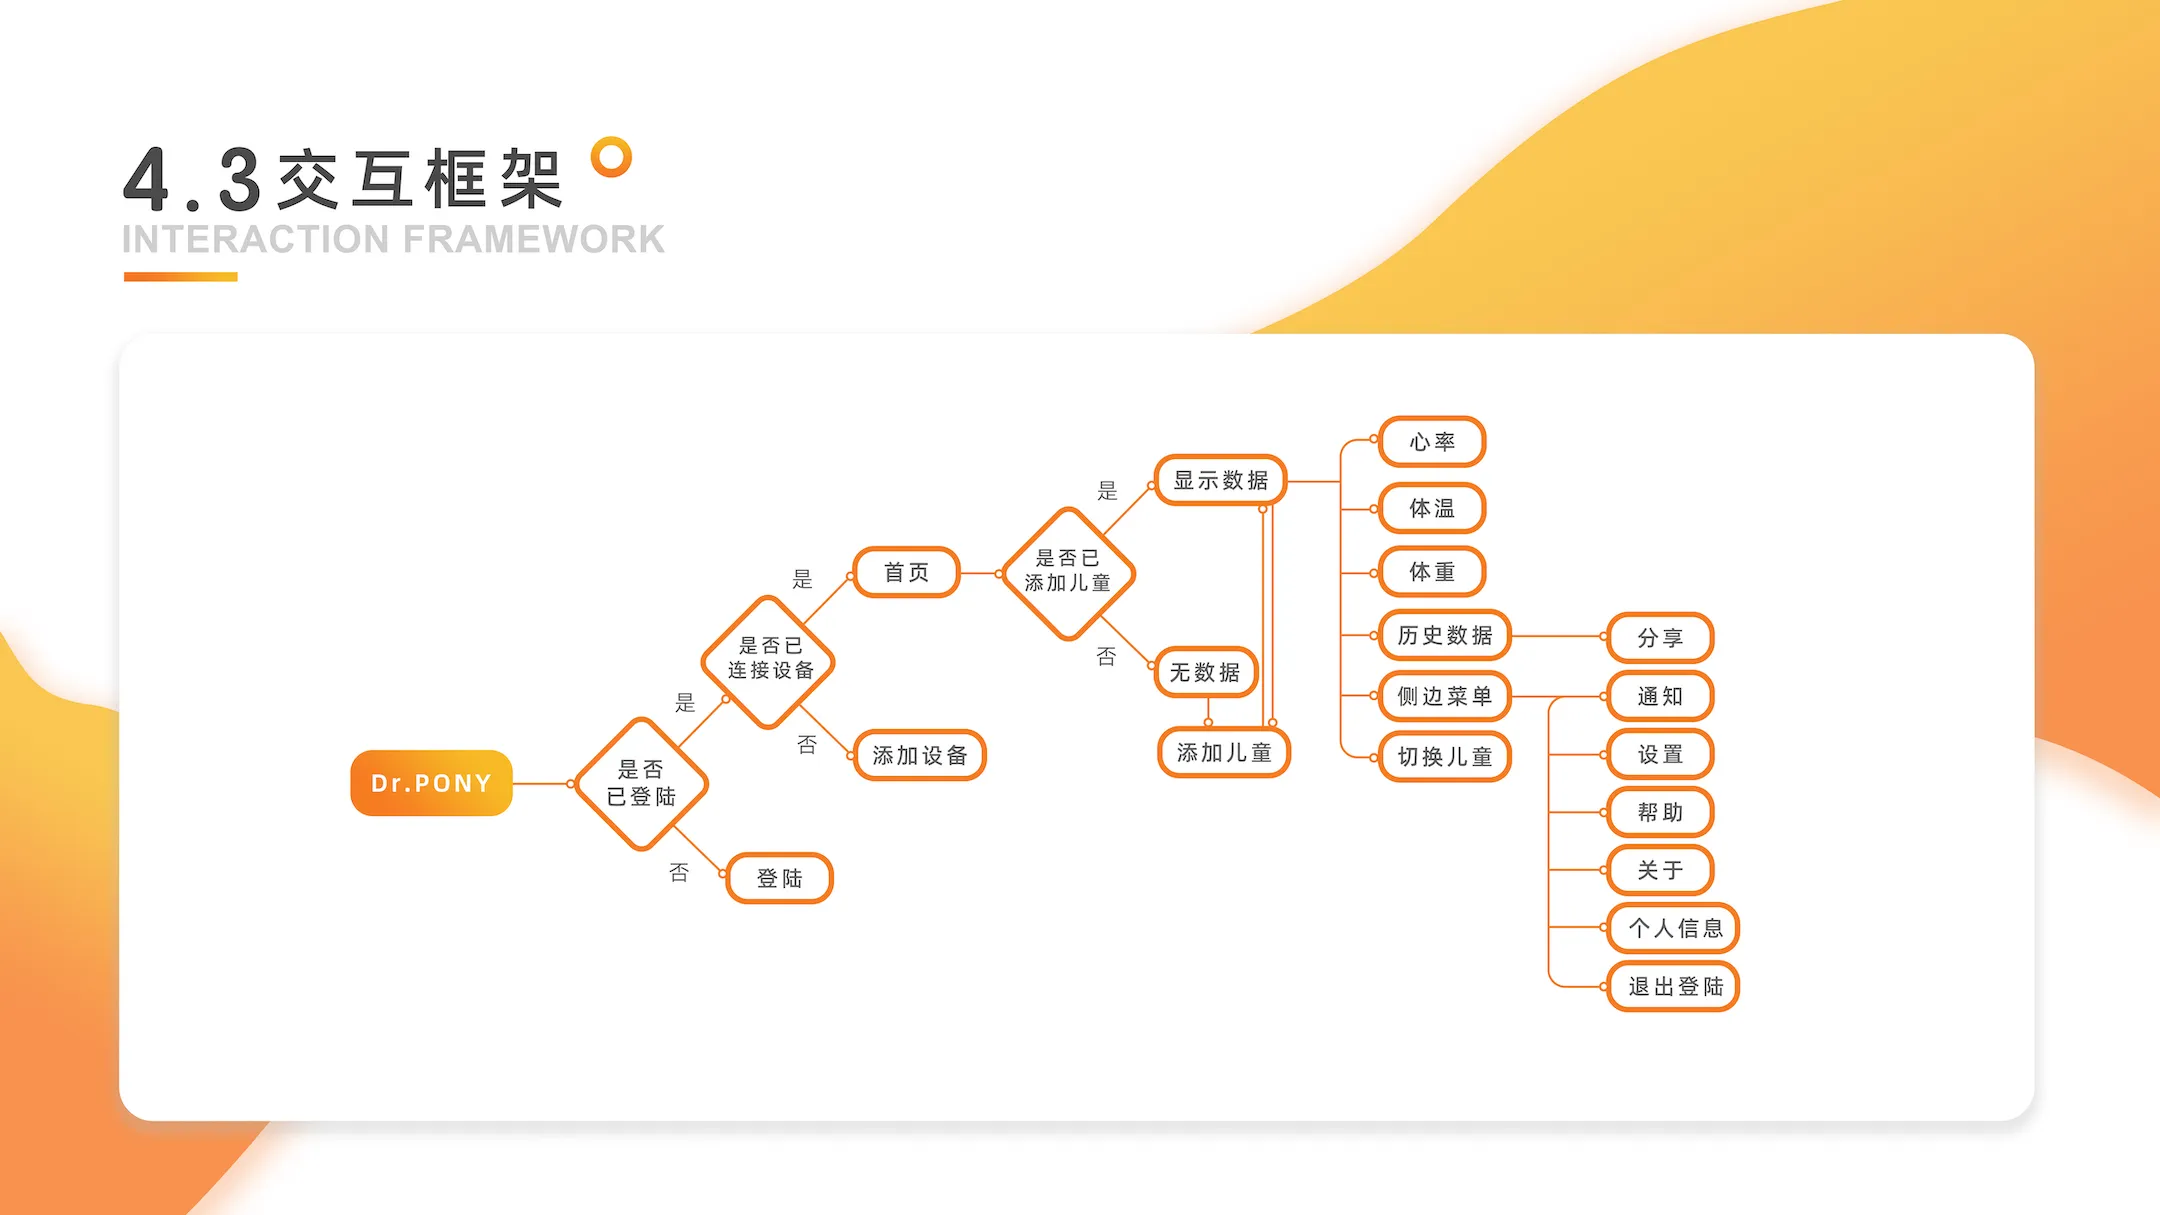 4.3交互框架
INTERACTION FRAMEWORK
Dr.PONY
是否
已登陆
是
否
登陆
是否已
连接设备
是
否
添加设备
首页
是否已
添加儿童
是
否
显示数据
无数据
添加儿童
心率
体温
体重
历史数据
侧边菜单
切换儿童
分享
通知
设置
帮助
关于
个人信息
退出登陆